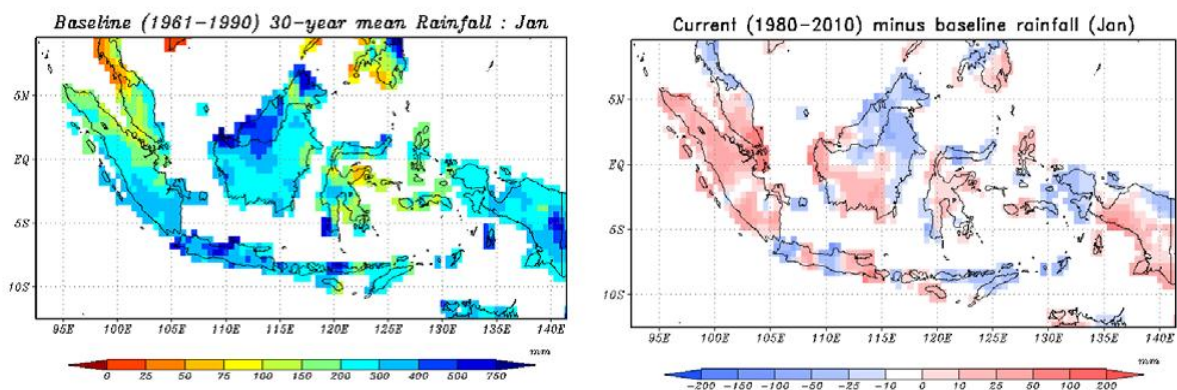 Baseline (1961-1990) 30-year mean Rainfall : Jan
5N
EQ
5S
10S
95E 100E 105E 110E 115E 120E 125E 130E 135E 140E
mm
0 25 50 75 100 150 200 300 400 500 750
Current (1980-2010) minus baseline rainfall (Jan)
5N
EQ
5S
10S
95E 100E 105E 110E 115E 120E 125E 130E 135E 140E
mm
-200 -150 -100 -50 -25 -10 0 10 25 50 100 200